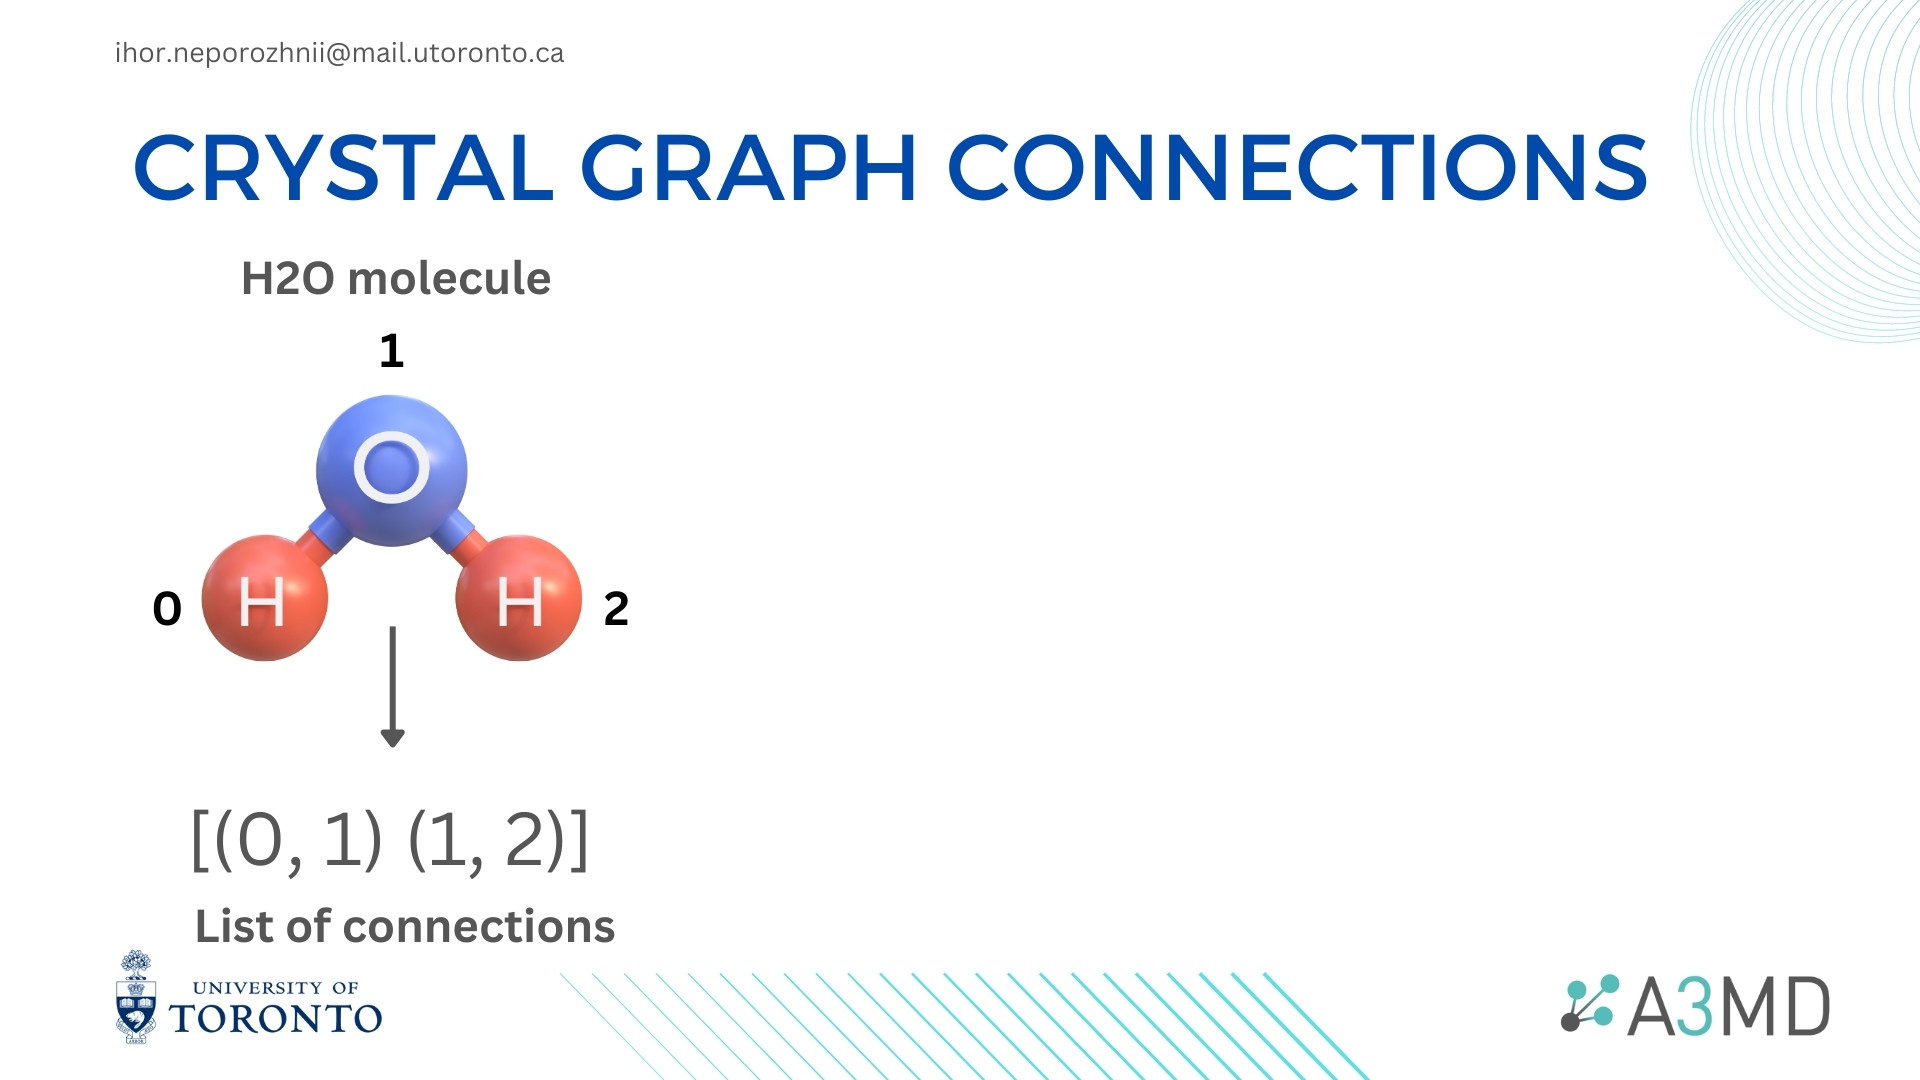 ihor.neporozhnii@mail.utoronto.ca
CRYSTAL GRAPH CONNECTIONS
H2O molecule
1
O
0 H H 2
[(0, 1) (1, 2)]
List of connections
UNIVERSITY OF
TORONTO
A3MD